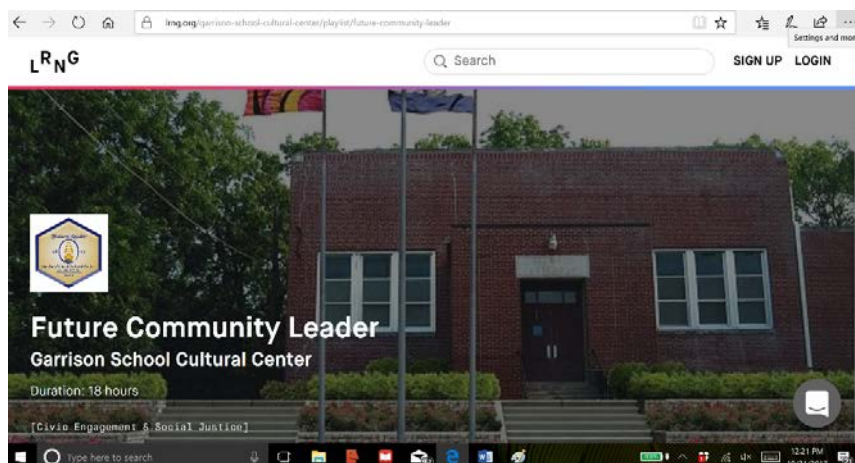 lrng.org/garrison-school-cultural-center/playlist/future-community-leader
Settings and mor
LRNG
Search
SIGN UP LOGIN
Future Community Leader
Garrison School Cultural Center
Duration: 18 hours
[Civic Engagement & Social Justice]
Type here to search
12:21 PM